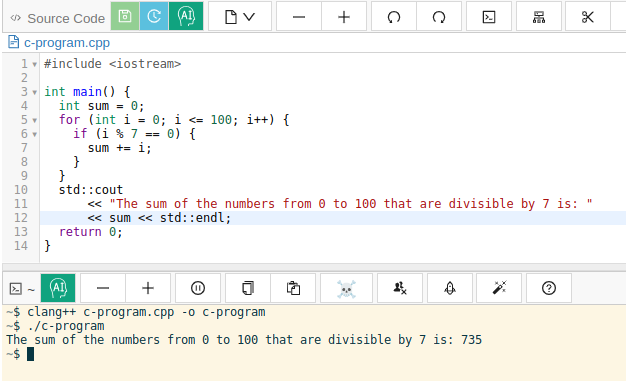 Source Code AI
c-program.cpp
1 #include <iostream>
2
3 int main() {
4 int sum = 0;
5 for (int i = 0; i <= 100; i++) {
6 if (i % 7 == 0) {
7 sum += i;
8 }
9 }
10 std::cout
11 << "The sum of the numbers from 0 to 100 that are divisible by 7 is: "
12 << sum << std::endl;
13 return 0;
14 }
~ AI
~$ clang++ c-program.cpp -o c-program
~$ ./c-program
The sum of the numbers from 0 to 100 that are divisible by 7 is: 735
~$